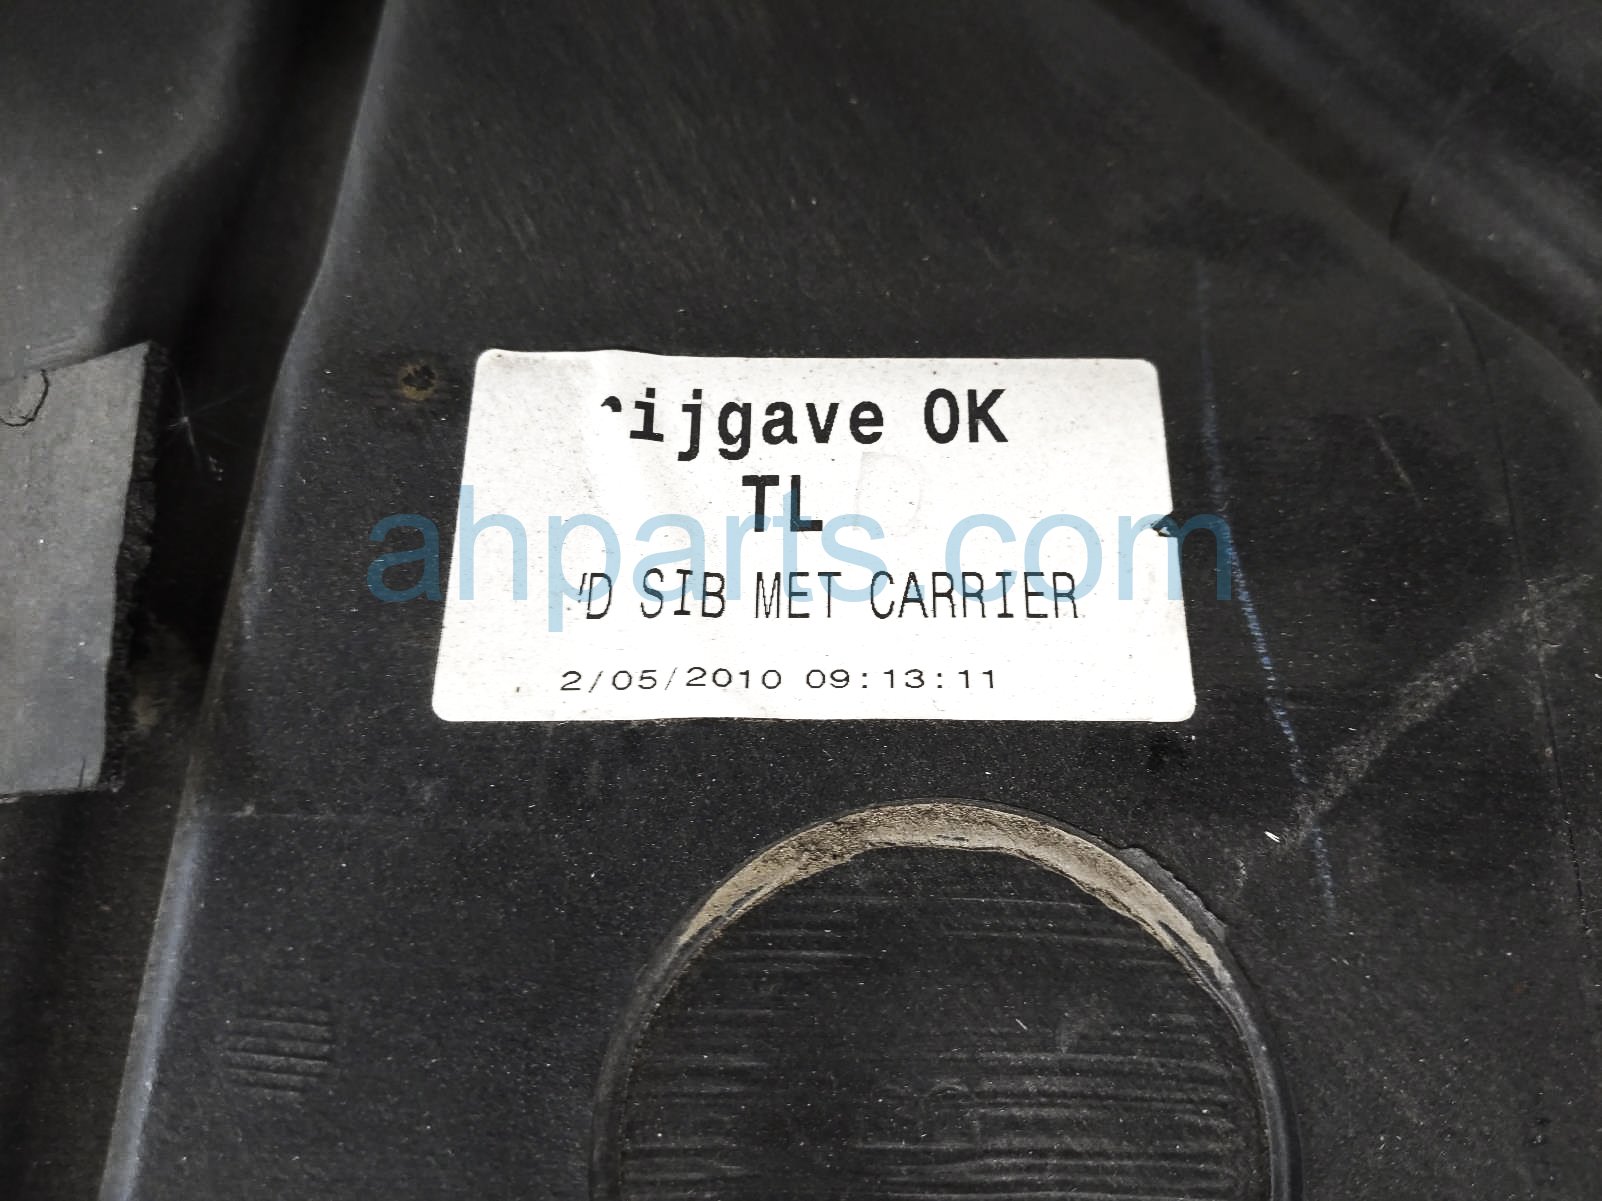 ijgave OK
TL
D SIB MET CARRIER
2/05/2010 09:13:11
ahparts.com